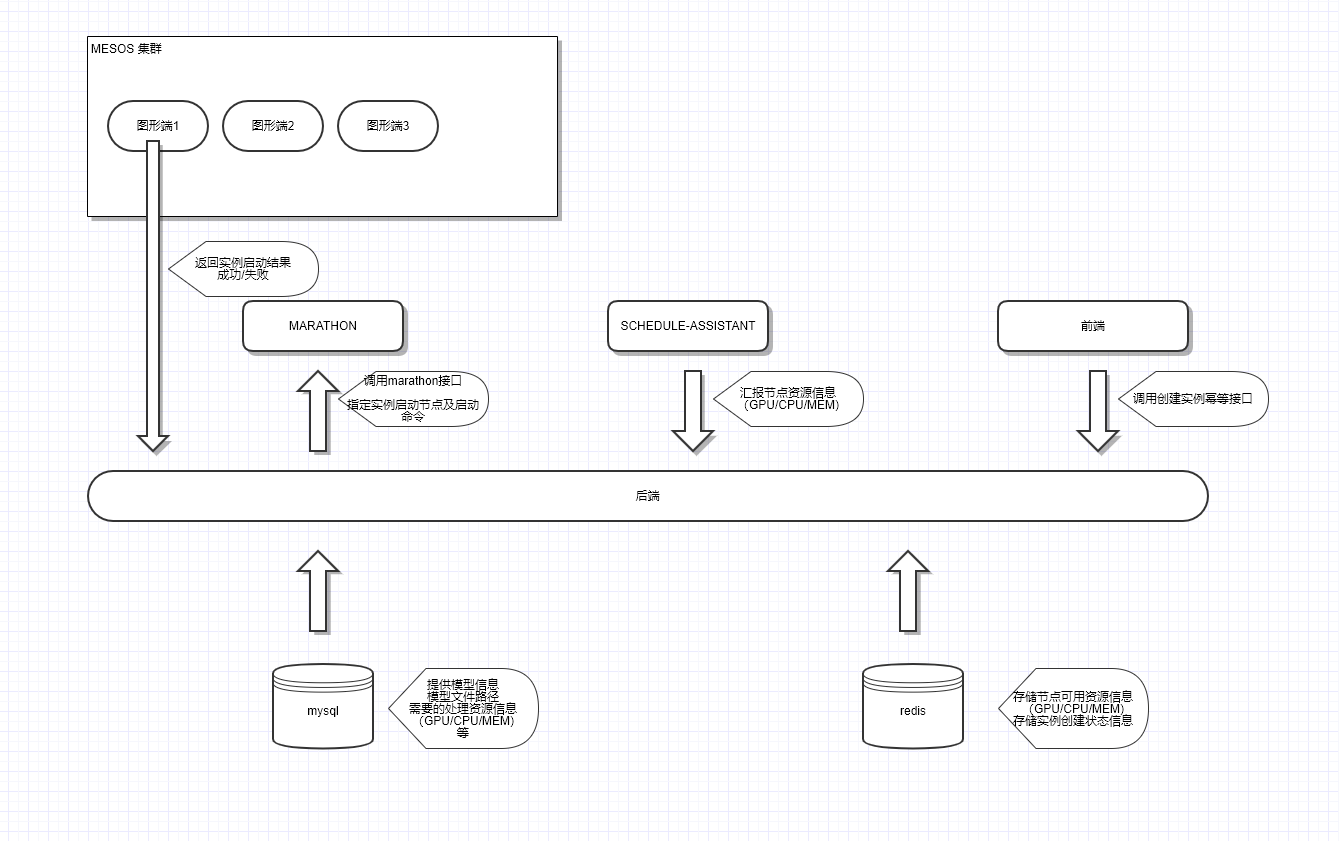 MESOS 集群
图形端1
图形端2
图形端3
返回实例启动结果
成功/失败
MARATHON
SCHEDULE-ASSISTANT
前端
调用marathon接口
指定实例启动节点及启动
命令
汇报节点资源信息
（GPU/CPU/MEM)
调用创建实例幂等接口
后端
mysql
提供模型信息
模型文件路径
需要的处理资源信息
（GPU/CPU/MEM)
等
redis
存储节点可用资源信息
（GPU/CPU/MEM)
存储实例创建状态信息